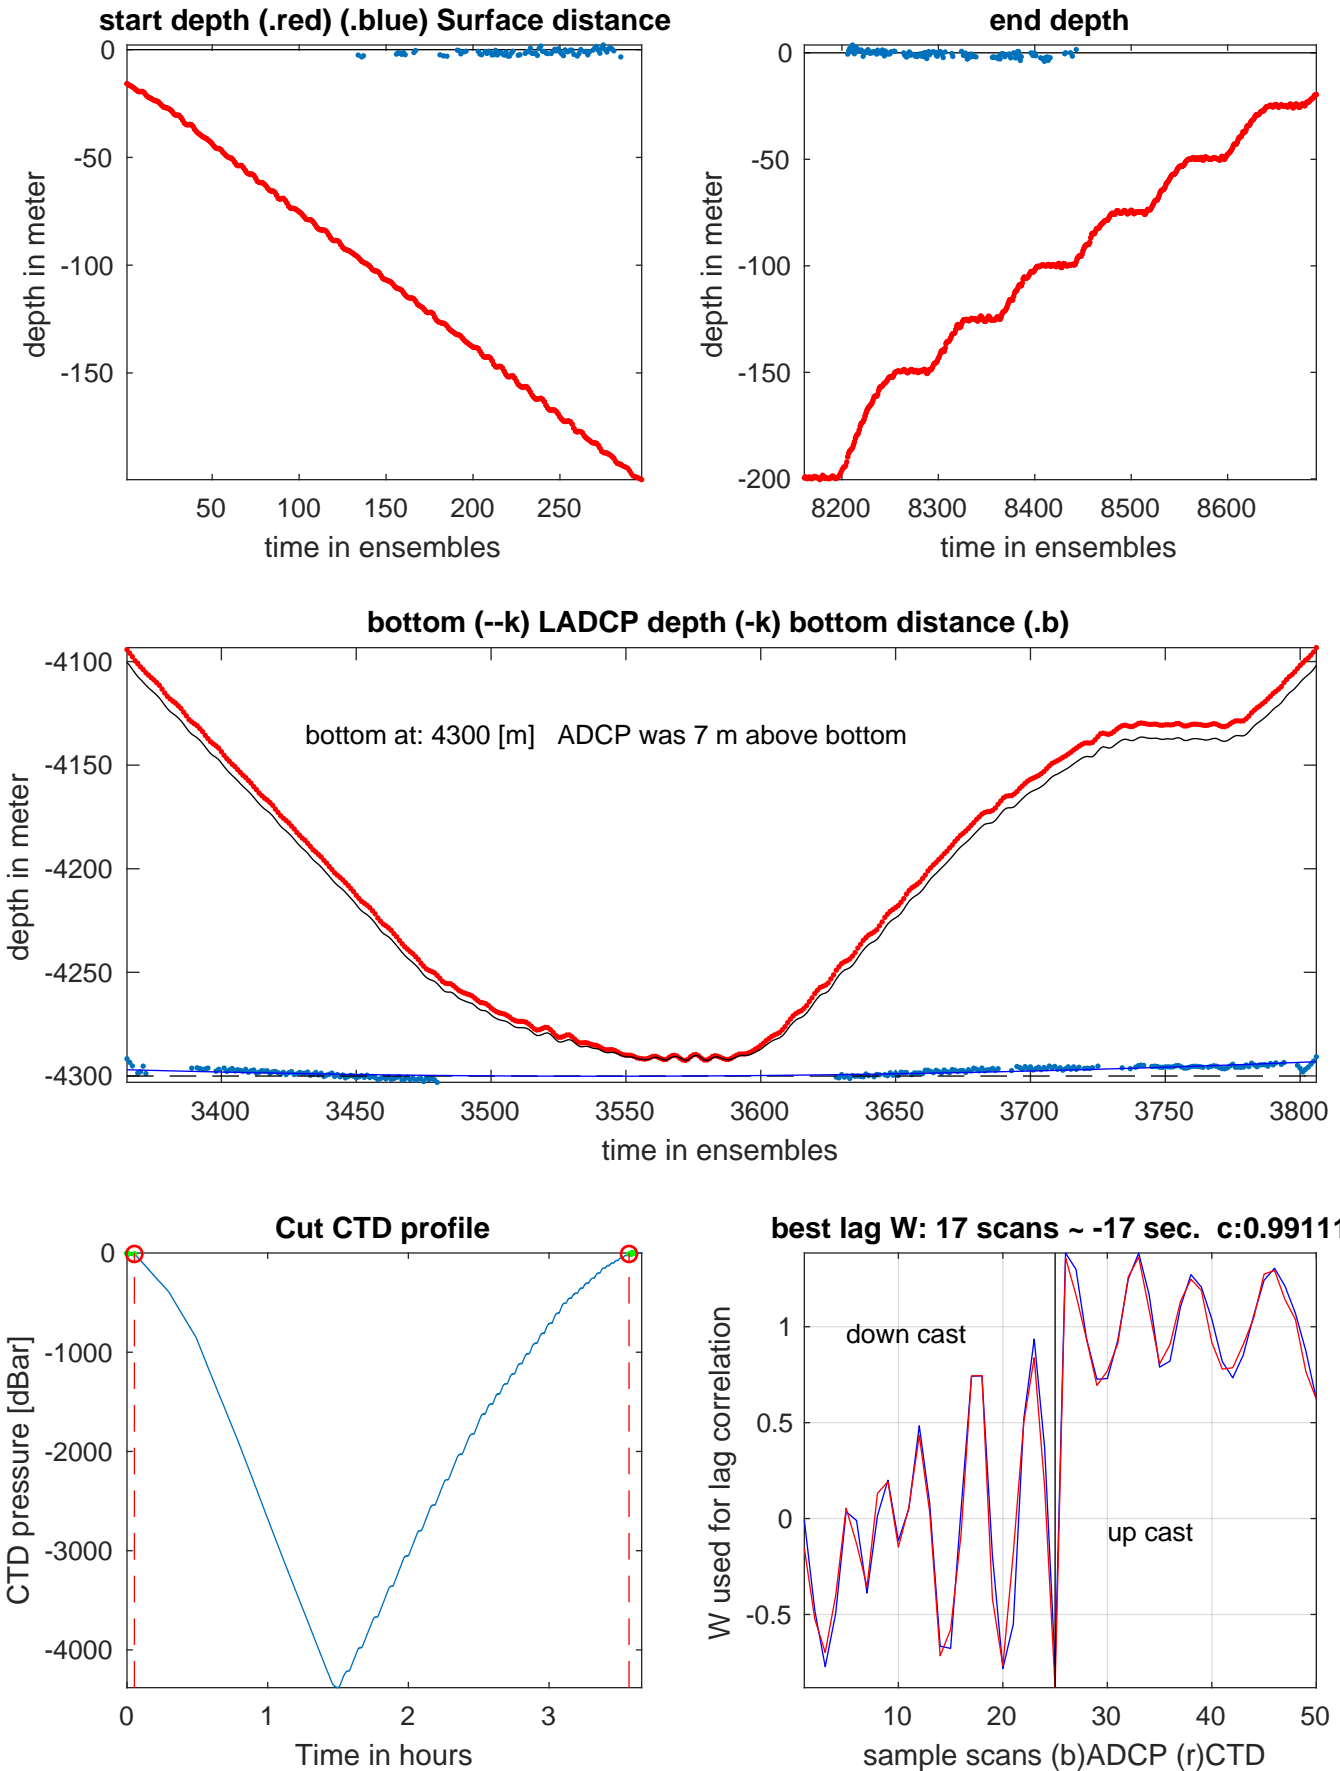 start depth (.red) (.blue) Surface distance
0
-50
-100
-150
50 100 150 200 250
depth in meter
time in ensembles
end depth
0
-50
-100
-150
-200
8200 8300 8400 8500 8600
depth in meter
time in ensembles
bottom (--k) LADCP depth (-k) bottom distance (.b)
-4100
-4150
-4200
-4250
-4300
bottom at: 4300 [m] ADCP was 7 m above bottom
3400 3450 3500 3550 3600 3650 3700 3750 3800
depth in meter
time in ensembles
Cut CTD profile
0
-1000
-2000
-3000
-4000
0 1 2 3
CTD pressure [dBar]
Time in hours
best lag W: 17 scans ~ -17 sec. c:0.99111
1
0.5
0
-0.5
down cast
up cast
10 20 30 40 50
W used for lag correlation
sample scans (b)ADCP (r)CTD